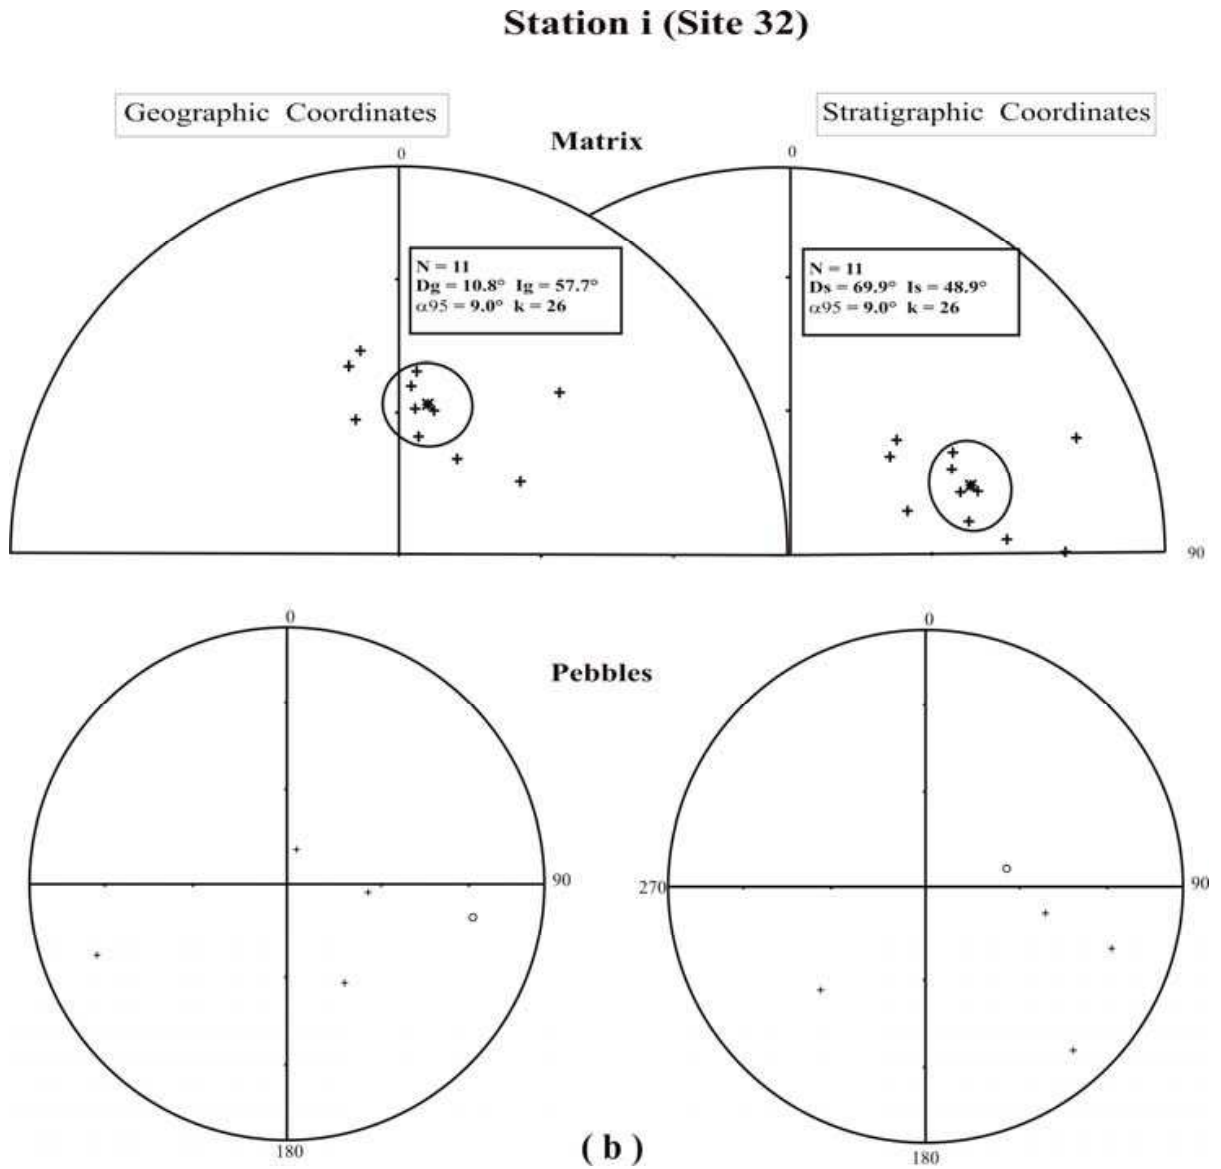 Station i (Site 32)
Geographic Coordinates
Stratigraphic Coordinates
Matrix
0
0
N = 11
Dg = 10.8° Ig = 57.7°
α95 = 9.0° k = 26
N = 11
Ds = 69.9° Is = 48.9°
α95 = 9.0° k = 26
90
0
0
Pebbles
90
270
90
180
( b )
180